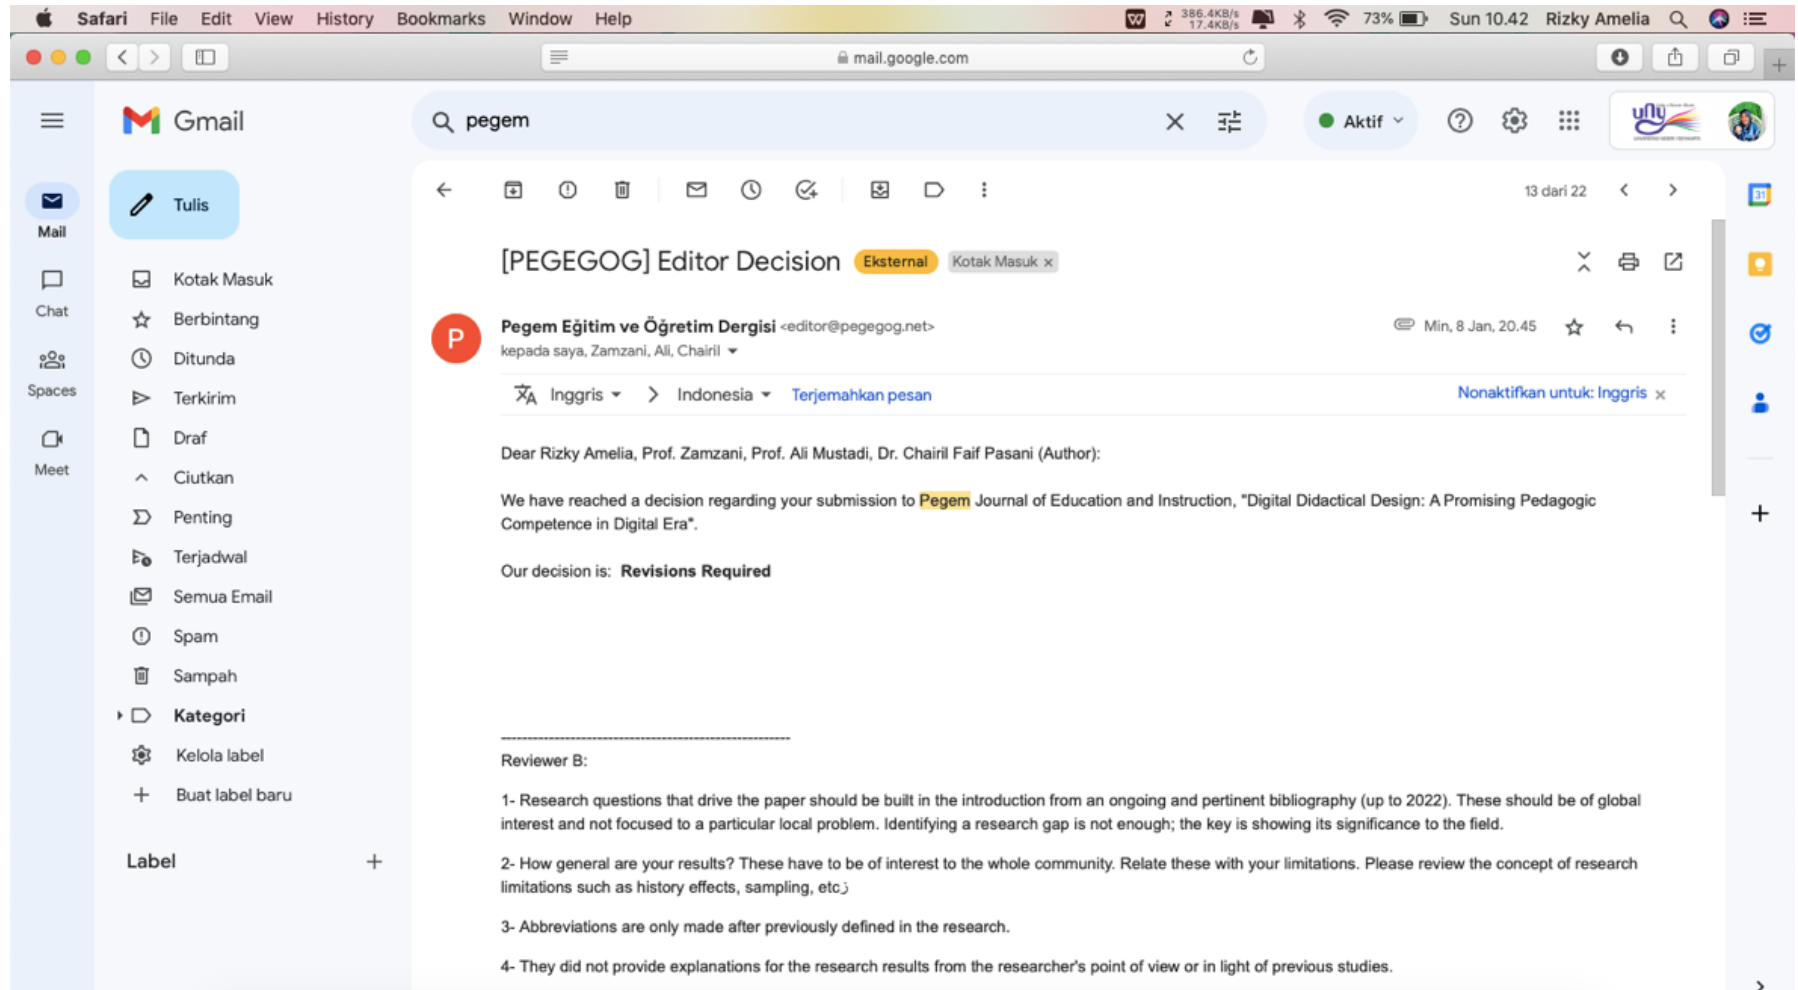 Safari File Edit View History Bookmarks Window Help 386.4KB/s 17.4KB/s 73% Sun 10.42 Rizky Amelia
mail.google.com
Gmail
pegem
Aktif
uny
Mail
Tulis
13 dari 22
31
[PEGEGOG] Editor Decision Eksternal Kotak Masuk ×
Chat
Kotak Masuk
Berbintang
P
Pegem Eğitim ve Öğretim Dergisi <editor@pegegog.net>
Min, 8 Jan, 20.45
kepada saya, Zamzani, Ali, Chairil
Spaces
Ditunda
Terkirim
Inggris > Indonesia Terjemahkan pesan
Nonaktifkan untuk: Inggris ×
Meet
Draf
Ciutkan
Penting
Terjadwal
Semua Email
Spam
Sampah
Kategori
Kelola label
Buat label baru
Label +
Dear Rizky Amelia, Prof. Zamzani, Prof. Ali Mustadi, Dr. Chairil Faif Pasani (Author):
We have reached a decision regarding your submission to Pegem Journal of Education and Instruction, "Digital Didactical Design: A Promising Pedagogic
Competence in Digital Era".
Our decision is: Revisions Required
------------------------------------------------------
Reviewer B:
1- Research questions that drive the paper should be built in the introduction from an ongoing and pertinent bibliography (up to 2022). These should be of global
interest and not focused to a particular local problem. Identifying a research gap is not enough; the key is showing its significance to the field.
2- How general are your results? These have to be of interest to the whole community. Relate these with your limitations. Please review the concept of research
limitations such as history effects, sampling, etcز
3- Abbreviations are only made after previously defined in the research.
4- They did not provide explanations for the research results from the researcher's point of view or in light of previous studies.